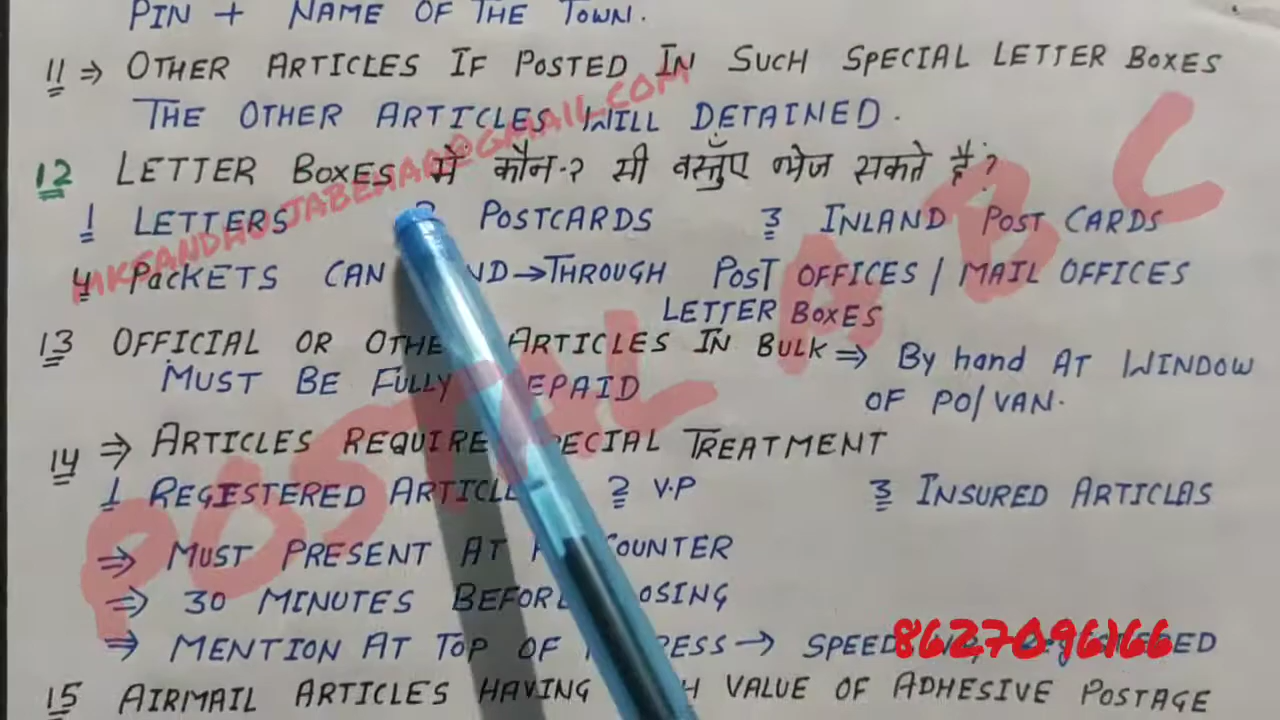 PIN + NAME OF THE TOWN.
11 ⇒ OTHER ARTICLES IF POSTED IN SUCH SPECIAL LETTER BOXES
THE OTHER ARTICLES WILL DETAINED.
12 LETTER BOXES में कौन-2 सी वस्तुँए भेज सकते हैं?
1 LETTERS 2 POSTCARDS 3 INLAND POST CARDS
4 PACKETS CAN ND → THROUGH POST OFFICES / MAIL OFFICES
LETTER BOXES
13 OFFICIAL OR OTHE ARTICLES IN BULK ⇒ By hand AT WINDOW
MUST BE FULLY EPAID
OF PO/VAN.
14 ⇒ ARTICLES REQUIRE PECIAL TREATMENT
1 REGISTERED ARTICL 2 V.P 3 INSURED ARTICLAS
⇒ MUST PRESENT AT COUNTER
⇒ 30 MINUTES BEFOR OSING
⇒ MENTION AT TOP OF RESS → SPEED
15 AIRMAIL ARTICLES HAVING VALUE OF ADHESIVE POSTAGE
POSTAL A B C
8627096166